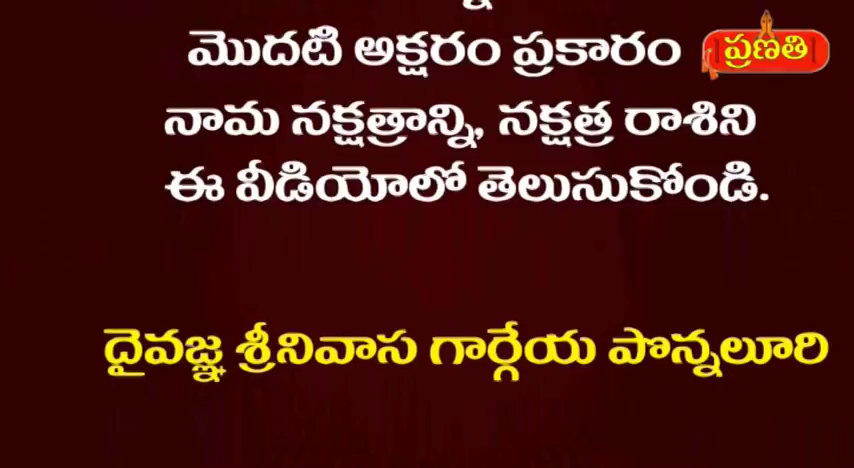 మొదటి అక్షరం ప్రకారం
ప్రణతి
నామ నక్షత్రాన్ని, నక్షత్ర రాశిని
ఈ వీడియోలో తెలుసుకోండి.
దైవజ్ఞ శ్రీనివాస గార్గేయ పొన్నలూరి